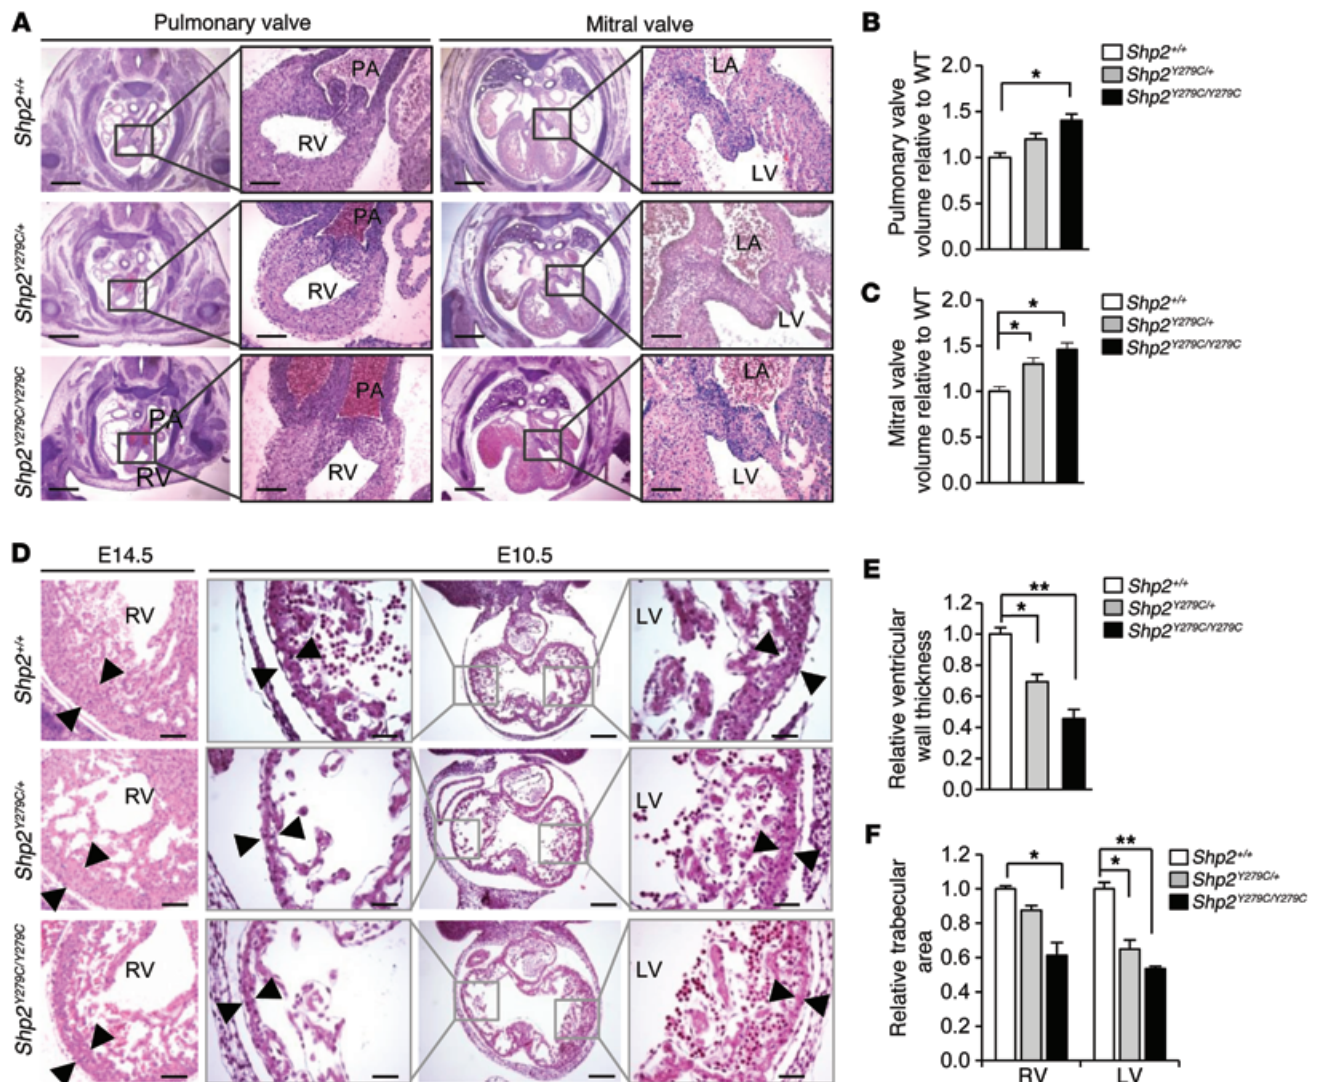 A
Pulmonary valve
Mitral valve
Shp2+/+
PA
RV
LA
LV
Shp2Y279C/+
PA
RV
LA
LV
Shp2Y279C/Y279C
PA
RV
PA
RV
LA
LV
B
Pulmonary valve
volume relative to WT
2.0
1.5
1.0
0.5
0.0
*
Shp2+/+
Shp2Y279C/+
Shp2Y279C/Y279C
C
Mitral valve
volume relative to WT
2.0
1.5
1.0
0.5
0.0
*
*
Shp2+/+
Shp2Y279C/+
Shp2Y279C/Y279C
D
E14.5
E10.5
Shp2+/+
RV
LV
Shp2Y279C/+
RV
LV
Shp2Y279C/Y279C
RV
LV
E
Relative ventricular
wall thickness
1.2
1.0
0.8
0.6
0.4
0.2
0.0
*
**
Shp2+/+
Shp2Y279C/+
Shp2Y279C/Y279C
F
Relative trabecular
area
1.2
1.0
0.8
0.6
0.4
0.2
0.0
*
*
**
RV
LV
Shp2+/+
Shp2Y279C/+
Shp2Y279C/Y279C